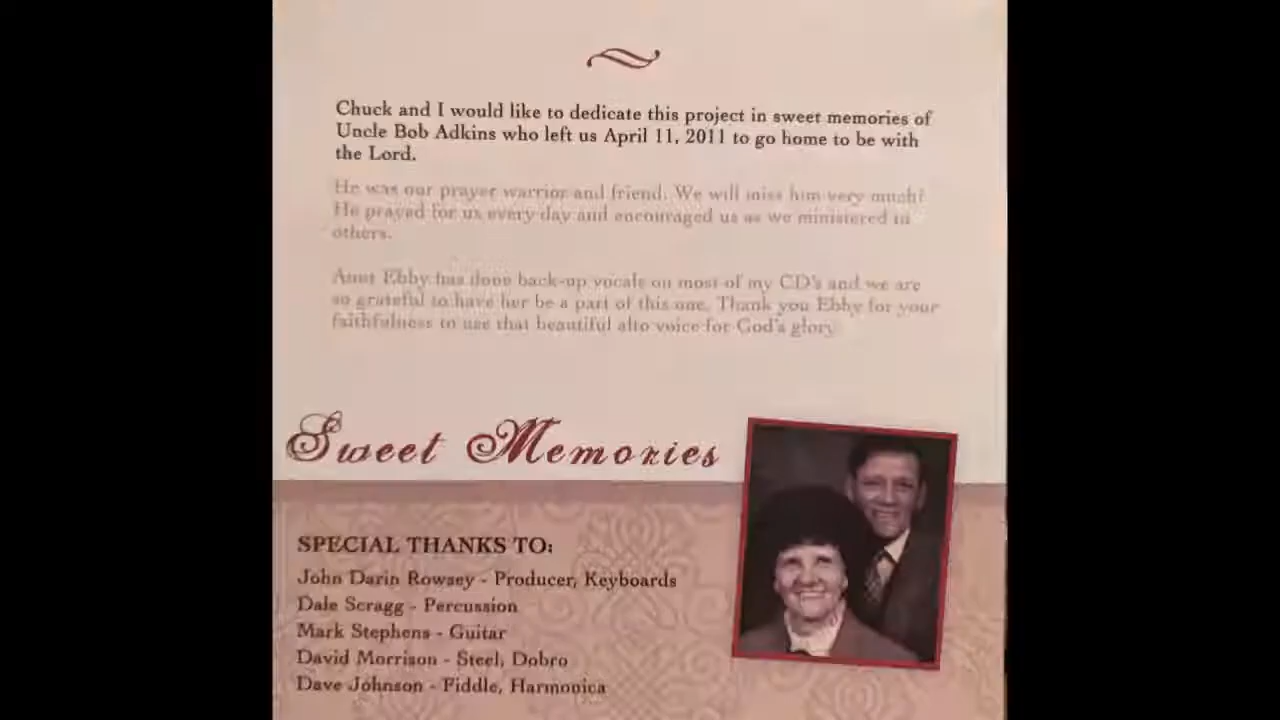 Chuck and I would like to dedicate this project in sweet memories of
Uncle Bob Adkins who left us April 11, 2011 to go home to be with
the Lord.
He was our prayer warrior and friend. We will miss him very much!
He prayed for us every day and encouraged us as we ministered to
others.
Aunt Ebby has done back-up vocals on most of my CD's and we are
so grateful to have her be a part of this one. Thank you Ebby for your
faithfulness to use that beautiful alto voice for God's glory
Sweet Memories
SPECIAL THANKS TO:
John Darin Rowsey - Producer, Keyboards
Dale Scragg - Percussion
Mark Stephens - Guitar
David Morrison - Steel, Dobro
Dave Johnson - Fiddle, Harmonica